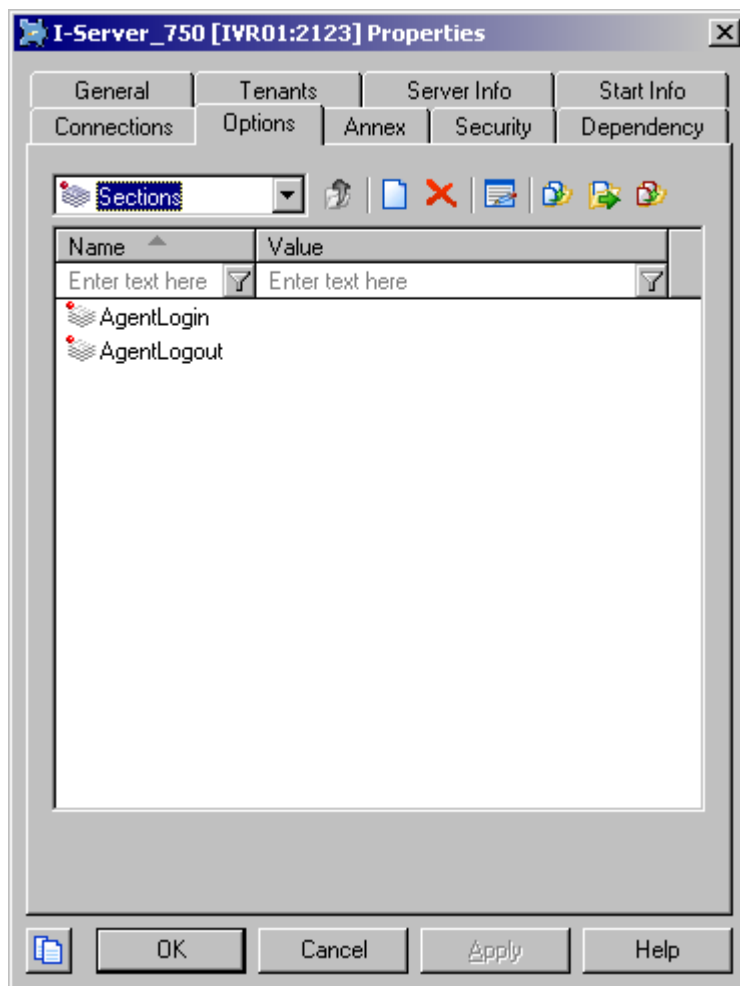 I-Server_750 [IVR01:2123] Properties
General Tenants Server Info Start Info
Connections Options Annex Security Dependency
Sections
Name Value
Enter text here Enter text here
AgentLogin
AgentLogout
OK Cancel Apply Help